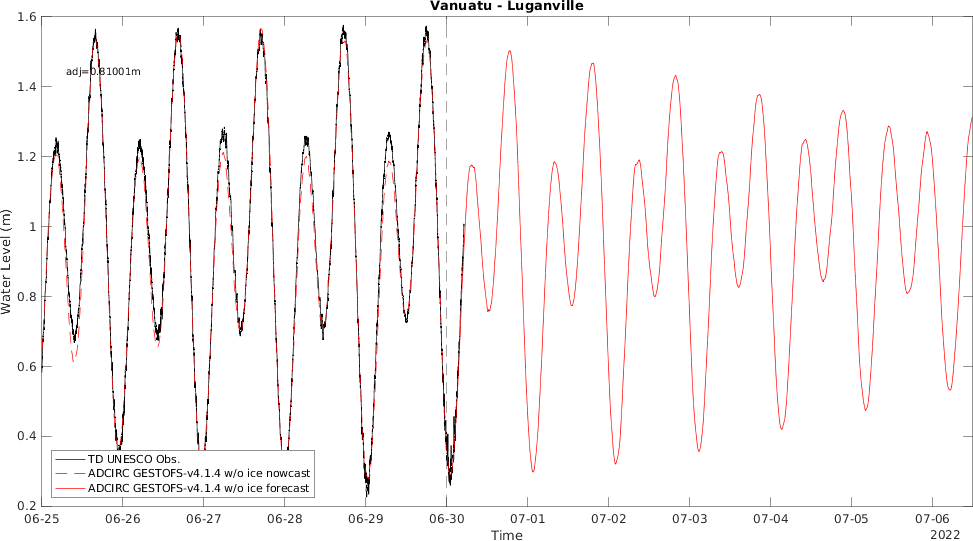 Vanuatu - Luganville
1.6
adj=0.81001m
1.4
1.2
1
0.8
0.6
0.4
0.2
Water Level (m)
TD UNESCO Obs.
ADCIRC GESTOFS-v4.1.4 w/o ice nowcast
ADCIRC GESTOFS-v4.1.4 w/o ice forecast
06-25 06-26 06-27 06-28 06-29 06-30 07-01 07-02 07-03 07-04 07-05 07-06
Time
2022